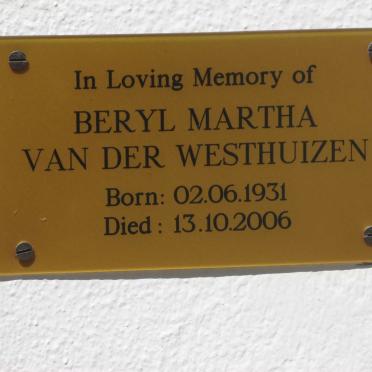 In Loving Memory of
BERYL MARTHA
VAN DER WESTHUIZEN
Born: 02.06.1931
Died: 13.10.2006